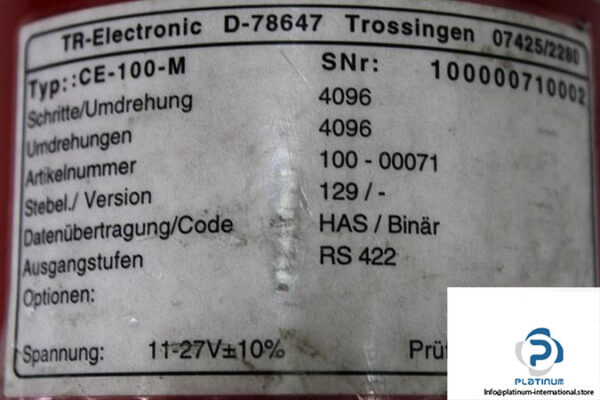 TR-Electronic D-78647 Trossingen 07425/2280
Typ::CE-100-M SNr: 100000710002
Schritte/Umdrehung 4096
Umdrehungen 4096
Artikelnummer 100-00071
Stebel./ Version 129 / -
Datenübertragung/Code HAS / Binär
Ausgangstufen RS 422
Optionen:
Spannung: 11-27V±10% Prüf
PLATINUM
info@platinum-international.store